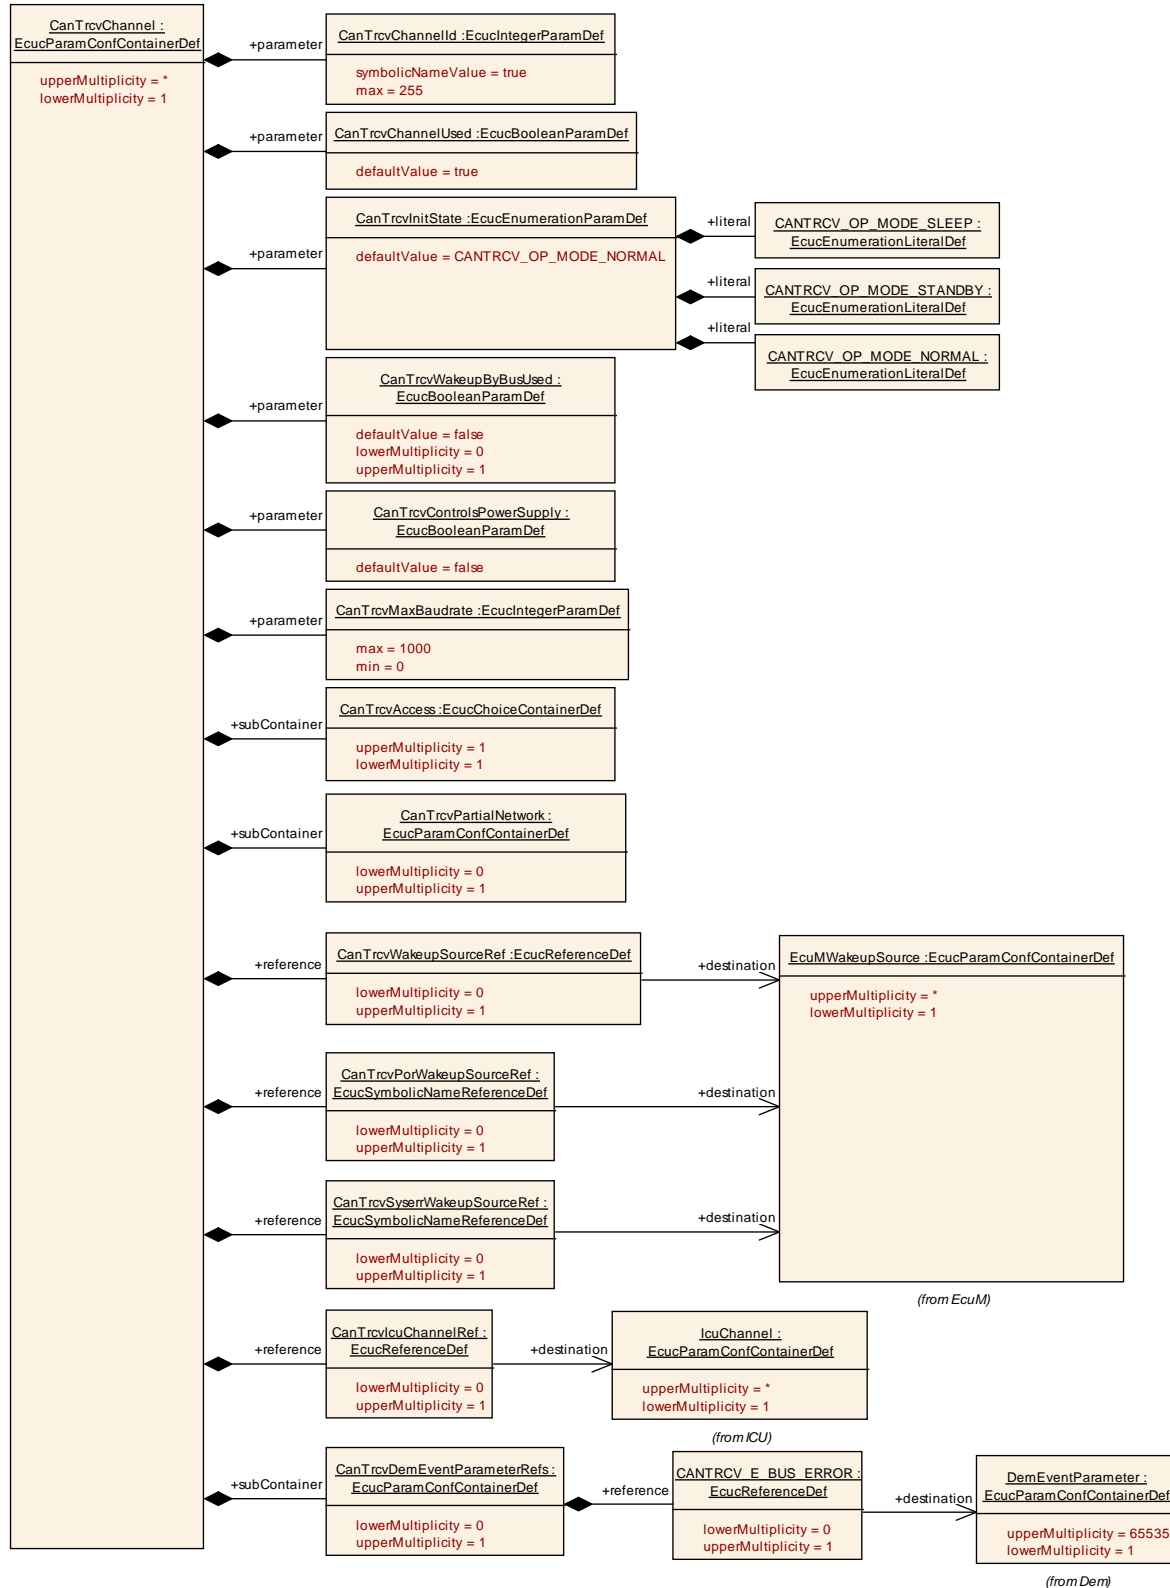 CanTrcvChannel :
EcucParamConfContainerDef
upperMultiplicity = *
lowerMultiplicity = 1
+parameter
CanTrcvChannelId :EcucIntegerParamDef
symbolicNameValue = true
max = 255
+parameter
CanTrcvChannelUsed :EcucBooleanParamDef
defaultValue = true
+parameter
CanTrcvInitState :EcucEnumerationParamDef
defaultValue = CANTRCV_OP_MODE_NORMAL
+literal
CANTRCV_OP_MODE_SLEEP :
EcucEnumerationLiteralDef
+literal
CANTRCV_OP_MODE_STANDBY :
EcucEnumerationLiteralDef
+literal
CANTRCV_OP_MODE_NORMAL :
EcucEnumerationLiteralDef
+parameter
CanTrcvWakeupByBusUsed :
EcucBooleanParamDef
defaultValue = false
lowerMultiplicity = 0
upperMultiplicity = 1
+parameter
CanTrcvControlsPowerSupply :
EcucBooleanParamDef
defaultValue = false
+parameter
CanTrcvMaxBaudrate :EcucIntegerParamDef
max = 1000
min = 0
+subContainer
CanTrcvAccess :EcucChoiceContainerDef
upperMultiplicity = 1
lowerMultiplicity = 1
+subContainer
CanTrcvPartialNetwork :
EcucParamConfContainerDef
lowerMultiplicity = 0
upperMultiplicity = 1
+reference
CanTrcvWakeupSourceRef :EcucReferenceDef
lowerMultiplicity = 0
upperMultiplicity = 1
+destination
EcuMWakeupSource :EcucParamConfContainerDef
upperMultiplicity = *
lowerMultiplicity = 1
+reference
CanTrcvPorWakeupSourceRef :
EcucSymbolicNameReferenceDef
lowerMultiplicity = 0
upperMultiplicity = 1
+destination
+reference
CanTrcvSyserrWakeupSourceRef :
EcucSymbolicNameReferenceDef
lowerMultiplicity = 0
upperMultiplicity = 1
+destination
(from EcuM)
+reference
CanTrcvIcuChannelRef :
EcucReferenceDef
lowerMultiplicity = 0
upperMultiplicity = 1
+destination
IcuChannel :
EcucParamConfContainerDef
upperMultiplicity = *
lowerMultiplicity = 1
(from ICU)
+subContainer
CanTrcvDemEventParameterRefs :
EcucParamConfContainerDef
lowerMultiplicity = 0
upperMultiplicity = 1
+reference
CANTRCV_E_BUS_ERROR :
EcucReferenceDef
lowerMultiplicity = 0
upperMultiplicity = 1
+destination
DemEventParameter :
EcucParamConfContainerDef
upperMultiplicity = 65535
lowerMultiplicity = 1
(from Dem)